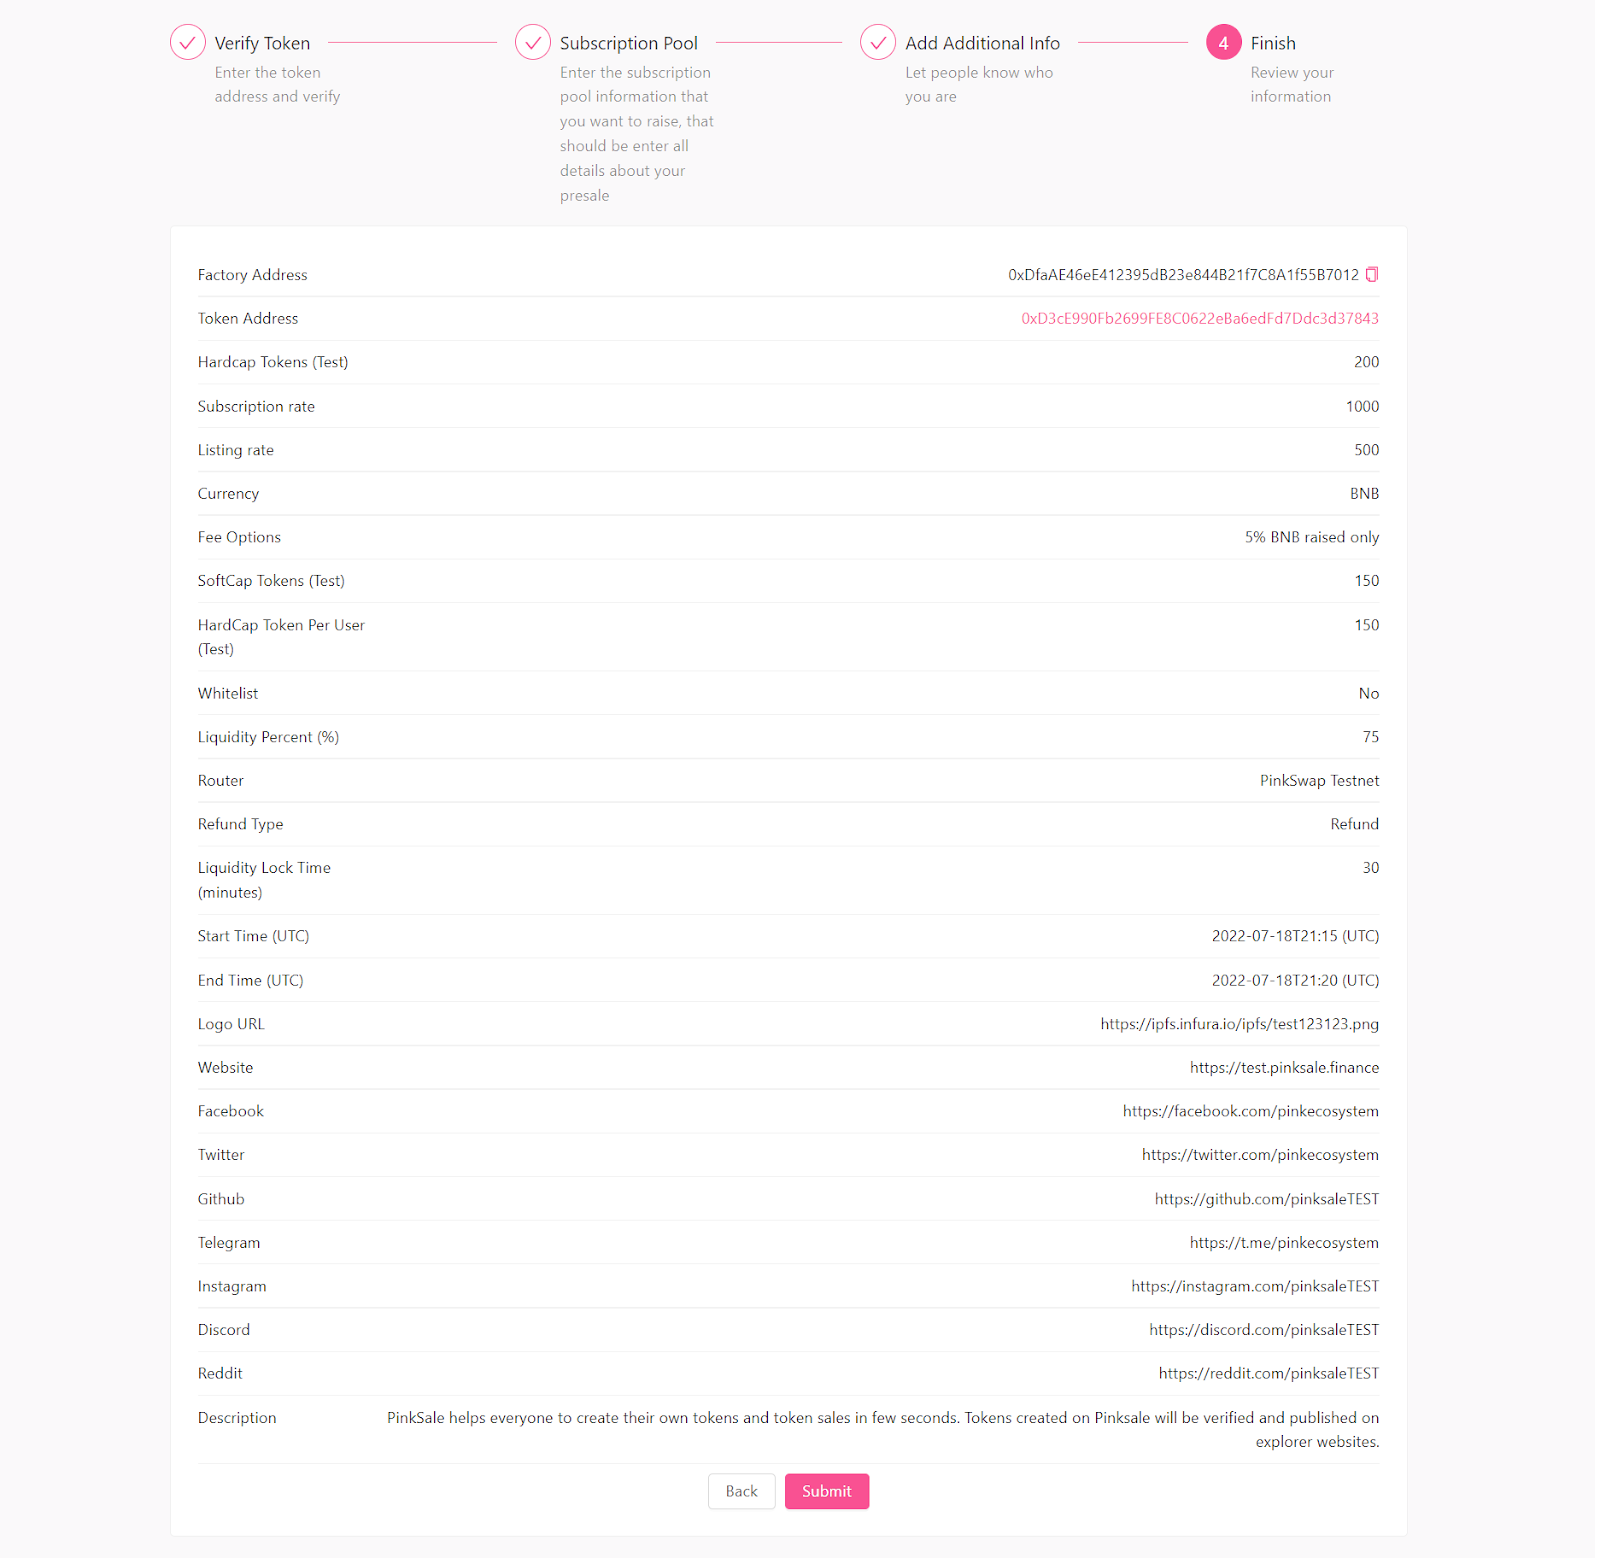 Verify Token
Enter the token
address and verify
Subscription Pool
Enter the subscription
pool information that
you want to raise, that
should be enter all
details about your
presale
Add Additional Info
Let people know who
you are
4 Finish
Review your
information
Factory Address 0xDfaAE46eE412395dB23e844B21f7C8A1f55B7012
Token Address 0xD3cE990Fb2699FE8C0622eBa6edFd7Ddc3d37843
Hardcap Tokens (Test) 200
Subscription rate 1000
Listing rate 500
Currency BNB
Fee Options 5% BNB raised only
SoftCap Tokens (Test) 150
HardCap Token Per User 150
(Test)
Whitelist No
Liquidity Percent (%) 75
Router PinkSwap Testnet
Refund Type Refund
Liquidity Lock Time 30
(minutes)
Start Time (UTC) 2022-07-18T21:15 (UTC)
End Time (UTC) 2022-07-18T21:20 (UTC)
Logo URL https://ipfs.infura.io/ipfs/test123123.png
Website https://test.pinksale.finance
Facebook https://facebook.com/pinkecosystem
Twitter https://twitter.com/pinkecosystem
Github https://github.com/pinksaleTEST
Telegram https://t.me/pinkecosystem
Instagram https://instagram.com/pinksaleTEST
Discord https://discord.com/pinksaleTEST
Reddit https://reddit.com/pinksaleTEST
Description PinkSale helps everyone to create their own tokens and token sales in few seconds. Tokens created on Pinksale will be verified and published on
explorer websites.
Back Submit